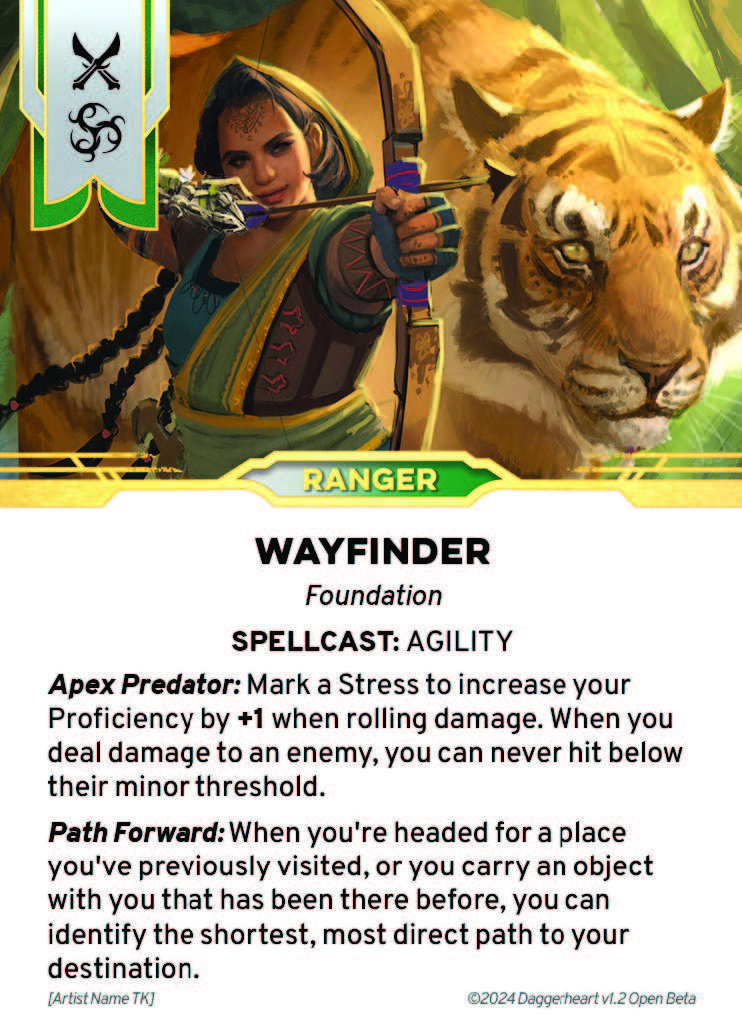 RANGER
WAYFINDER
Foundation
SPELLCAST: AGILITY
Apex Predator: Mark a Stress to increase your
Proficiency by +1 when rolling damage. When you
deal damage to an enemy, you can never hit below
their minor threshold.
Path Forward: When you're headed for a place
you've previously visited, or you carry an object
with you that has been there before, you can
identify the shortest, most direct path to your
destination.
[Artist Name TK]
©2024 Daggerheart v1.2 Open Beta